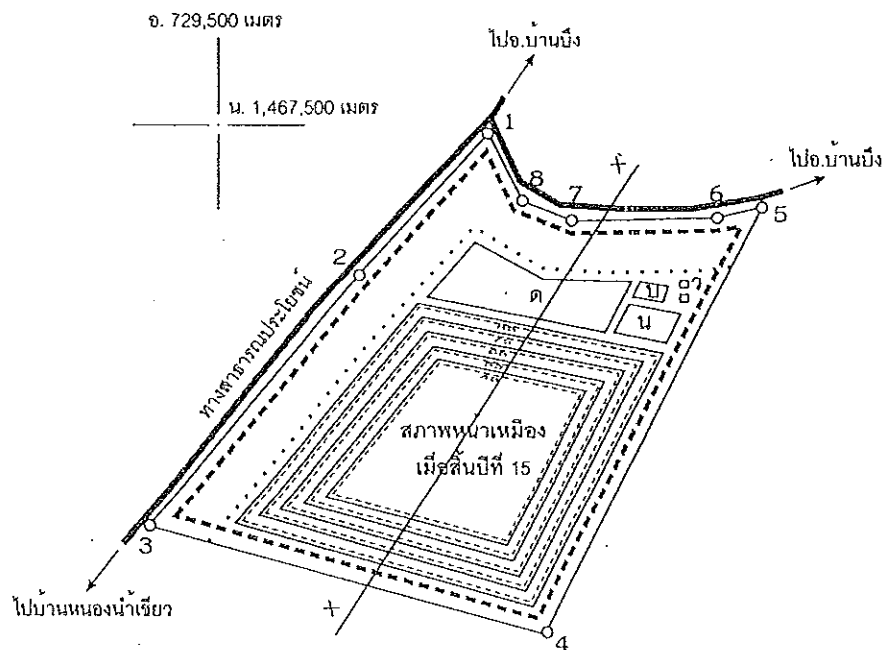 อ. 729,500 เมตร
น. 1,467,500 เมตร
ไปอ.บ้านบึง
1
ไปอ.บ้านบึง
8
7
6
5
2
ด
บ
ว
น
ทางสาธารณประโยชน์
สภาพหน้าเหมือง
เมื่อสิ้นปีที่ 15
3
ไปบ้านหนองน้ำเขียว
4